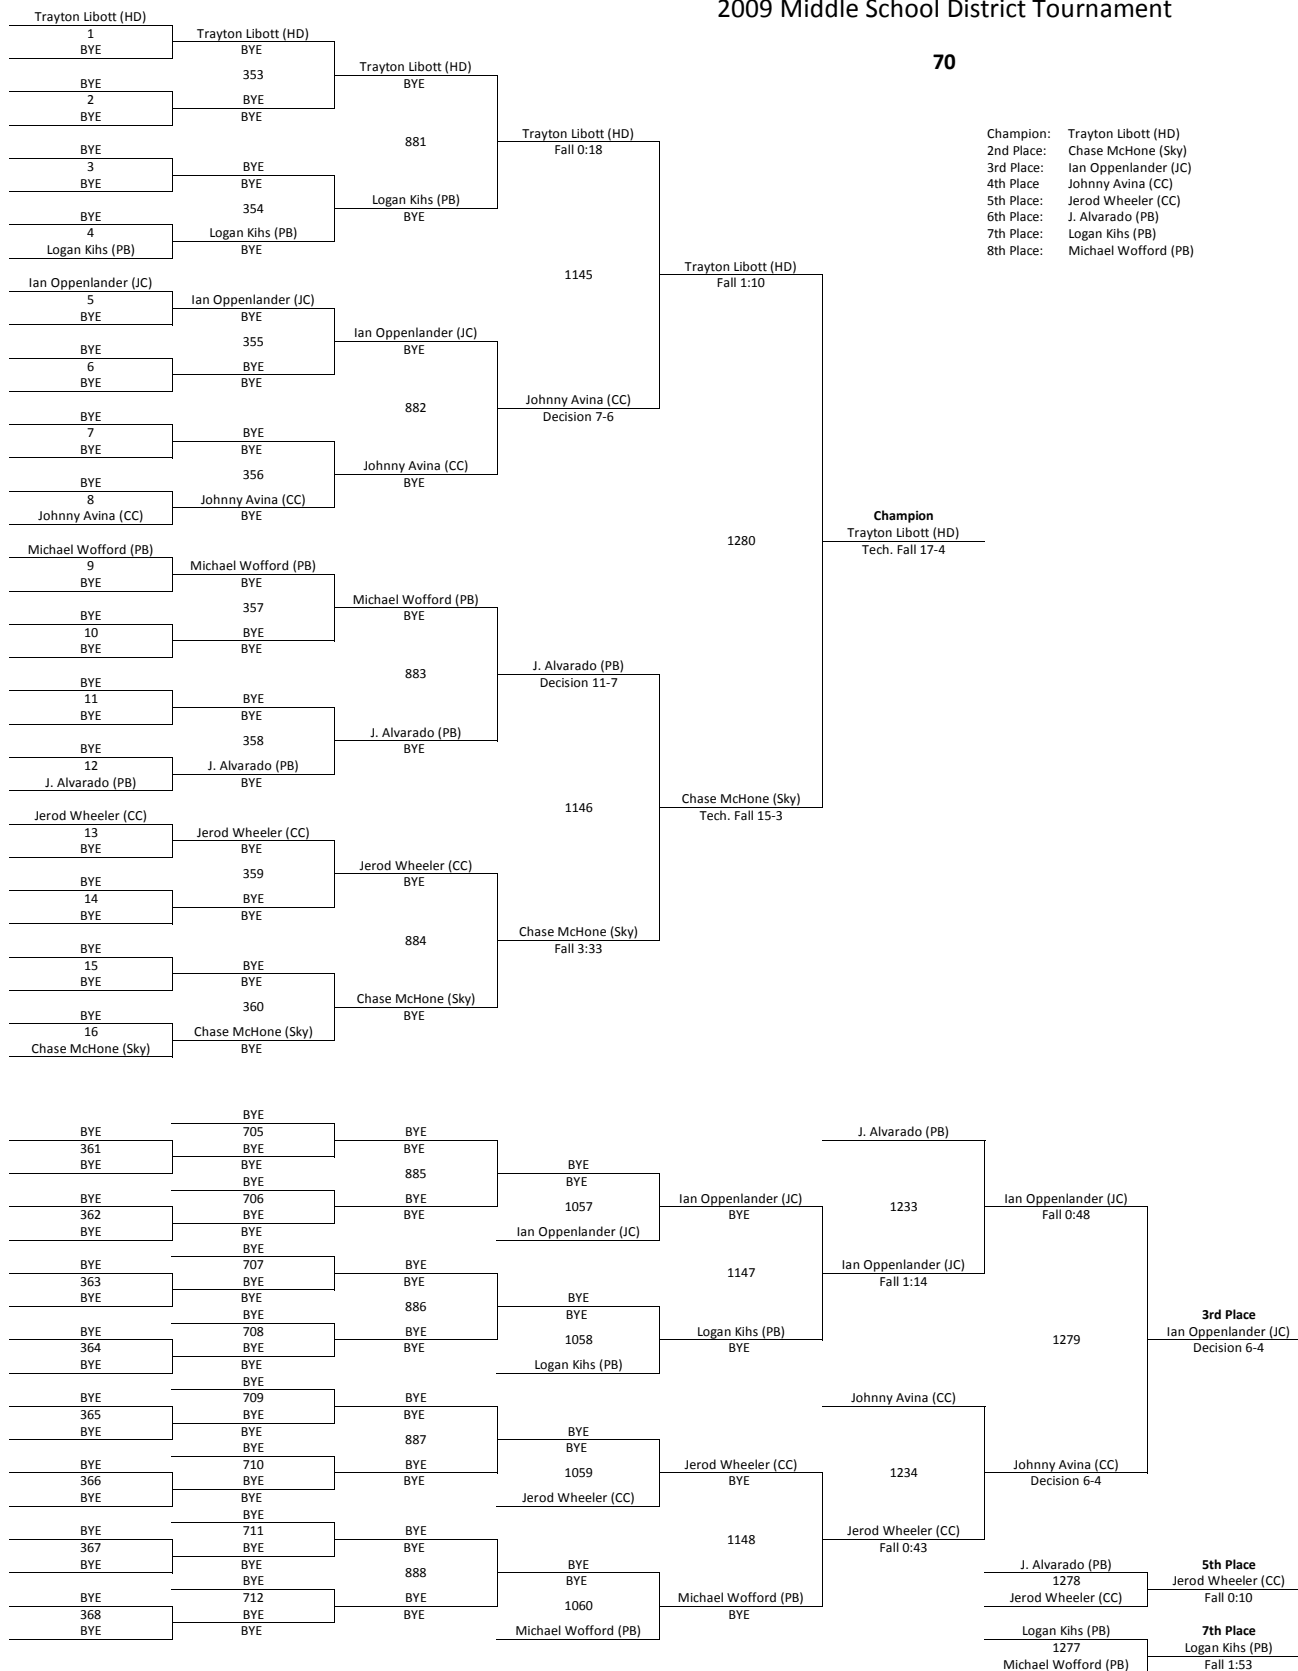 2009 Middle School District Tournament
70
Champion: Trayton Libott (HD)
2nd Place: Chase McHone (Sky)
3rd Place: Ian Oppenlander (JC)
4th Place Johnny Avina (CC)
5th Place: Jerod Wheeler (CC)
6th Place: J. Alvarado (PB)
7th Place: Logan Kihs (PB)
8th Place: Michael Wofford (PB)
Trayton Libott (HD)
1
BYE
BYE
2
BYE
BYE
3
BYE
BYE
4
Logan Kihs (PB)
Ian Oppenlander (JC)
5
BYE
BYE
6
BYE
BYE
7
BYE
BYE
8
Johnny Avina (CC)
Michael Wofford (PB)
9
BYE
BYE
10
BYE
BYE
11
BYE
BYE
12
J. Alvarado (PB)
Jerod Wheeler (CC)
13
BYE
BYE
14
BYE
BYE
15
BYE
BYE
16
Chase McHone (Sky)
Trayton Libott (HD)
BYE
353
BYE
BYE
BYE
BYE
354
Logan Kihs (PB)
BYE
Ian Oppenlander (JC)
BYE
355
BYE
BYE
BYE
BYE
356
Johnny Avina (CC)
BYE
Michael Wofford (PB)
BYE
357
BYE
BYE
BYE
BYE
358
J. Alvarado (PB)
BYE
Jerod Wheeler (CC)
BYE
359
BYE
BYE
BYE
BYE
360
Chase McHone (Sky)
BYE
Trayton Libott (HD)
BYE
881
Logan Kihs (PB)
BYE
Ian Oppenlander (JC)
BYE
882
Johnny Avina (CC)
BYE
Michael Wofford (PB)
BYE
883
J. Alvarado (PB)
BYE
Jerod Wheeler (CC)
BYE
884
Chase McHone (Sky)
BYE
Trayton Libott (HD)
Fall 0:18
1145
Johnny Avina (CC)
Decision 7-6
J. Alvarado (PB)
Decision 11-7
1146
Chase McHone (Sky)
Fall 3:33
Trayton Libott (HD)
Fall 1:10
1280
Chase McHone (Sky)
Tech. Fall 15-3
Champion
Trayton Libott (HD)
Tech. Fall 17-4
BYE
361
BYE
BYE
362
BYE
BYE
363
BYE
BYE
364
BYE
BYE
365
BYE
BYE
366
BYE
BYE
367
BYE
BYE
368
BYE
BYE
705
BYE
BYE
BYE
706
BYE
BYE
BYE
707
BYE
BYE
BYE
708
BYE
BYE
BYE
709
BYE
BYE
BYE
710
BYE
BYE
BYE
711
BYE
BYE
BYE
712
BYE
BYE
BYE
BYE
885
BYE
BYE
BYE
BYE
886
BYE
BYE
BYE
BYE
887
BYE
BYE
BYE
BYE
888
BYE
BYE
BYE
BYE
1057
Ian Oppenlander (JC)
BYE
BYE
1058
Logan Kihs (PB)
BYE
BYE
1059
Jerod Wheeler (CC)
BYE
BYE
1060
Michael Wofford (PB)
Ian Oppenlander (JC)
BYE
1147
Logan Kihs (PB)
BYE
Jerod Wheeler (CC)
BYE
1148
Michael Wofford (PB)
BYE
J. Alvarado (PB)
1233
Ian Oppenlander (JC)
Fall 1:14
Johnny Avina (CC)
1234
Jerod Wheeler (CC)
Fall 0:43
Ian Oppenlander (JC)
Fall 0:48
1279
Johnny Avina (CC)
Decision 6-4
3rd Place
Ian Oppenlander (JC)
Decision 6-4
J. Alvarado (PB)
1278
Jerod Wheeler (CC)
5th Place
Jerod Wheeler (CC)
Fall 0:10
Logan Kihs (PB)
1277
Michael Wofford (PB)
7th Place
Logan Kihs (PB)
Fall 1:53